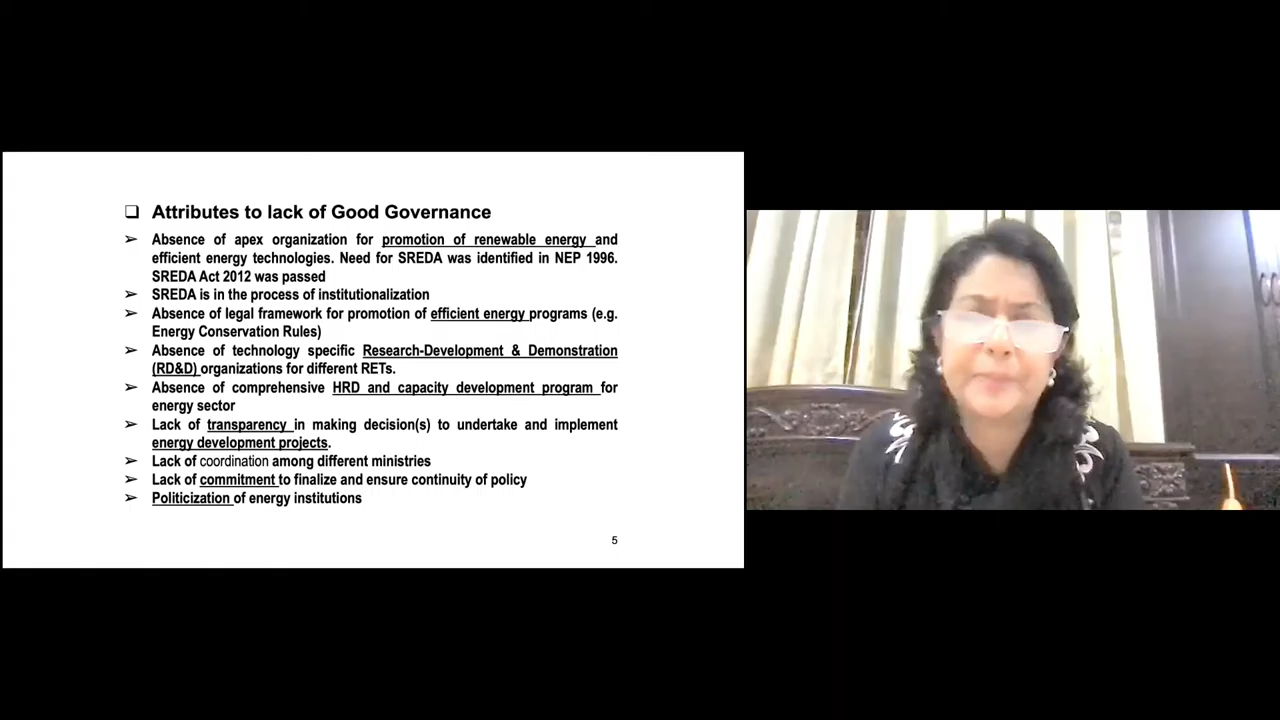 ❑ Attributes to lack of Good Governance
➢ Absence of apex organization for promotion of renewable energy and
efficient energy technologies. Need for SREDA was identified in NEP 1996.
SREDA Act 2012 was passed
➢ SREDA is in the process of institutionalization
➢ Absence of legal framework for promotion of efficient energy programs (e.g.
Energy Conservation Rules)
➢ Absence of technology specific Research-Development & Demonstration
(RD&D) organizations for different RETs.
➢ Absence of comprehensive HRD and capacity development program for
energy sector
➢ Lack of transparency in making decision(s) to undertake and implement
energy development projects.
➢ Lack of coordination among different ministries
➢ Lack of commitment to finalize and ensure continuity of policy
➢ Politicization of energy institutions
5